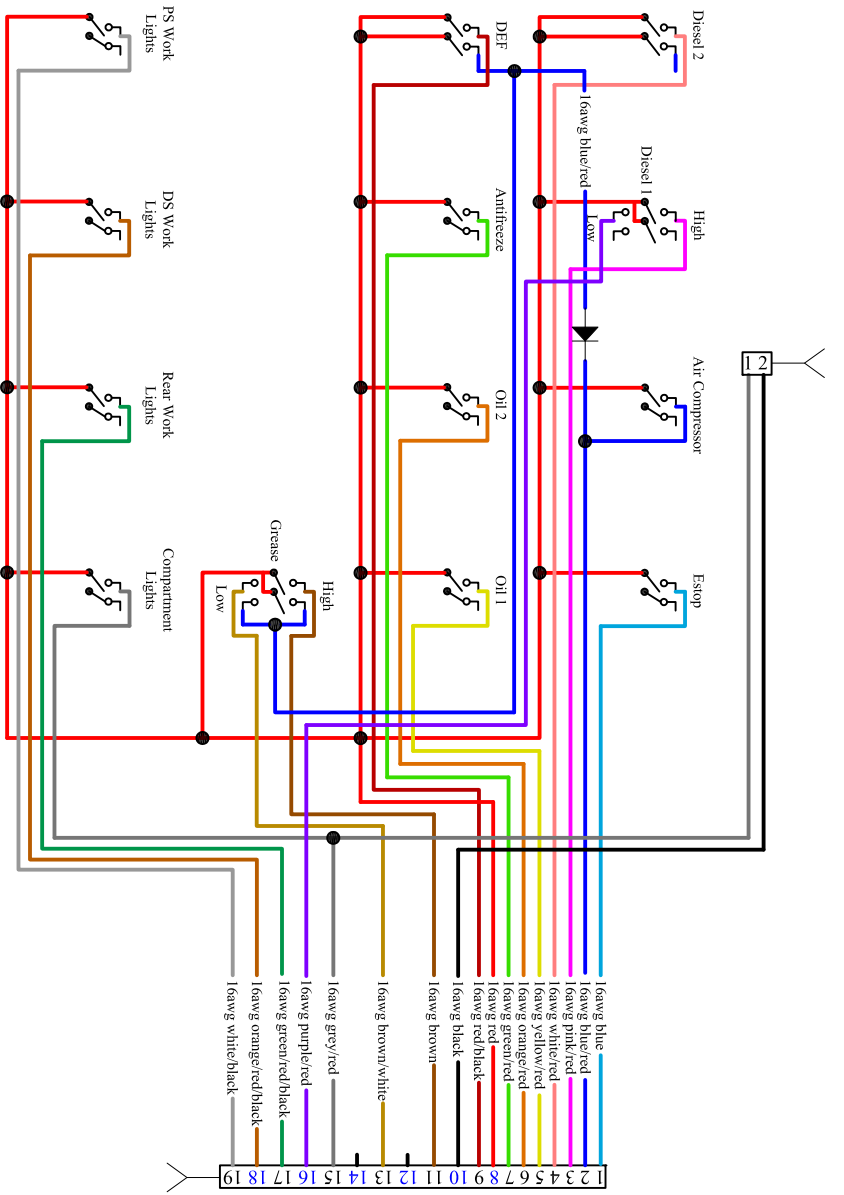 PS Work
Lights
DEF
Diesel 2
16awg blue/red
Diesel 1
DS Work
Lights
Antifreeze
Low
High
1 2
Rear Work
Lights
Oil 2
Air Compressor
Compartment
Lights
Grease
Low
High
Oil 1
Estop
16awg white/black
16awg orange/red/black
16awg green/red/black
16awg purple/red
16awg grey/red
16awg brown/white
16awg brown
16awg black
16awg red/black
16awg red
16awg green/red
16awg orange/red
16awg yellow/red
16awg white/red
16awg pink/red
16awg blue/red
16awg blue
19 18 17 16 15 14 13 12 11 10 9 8 7 6 5 4 3 2 1